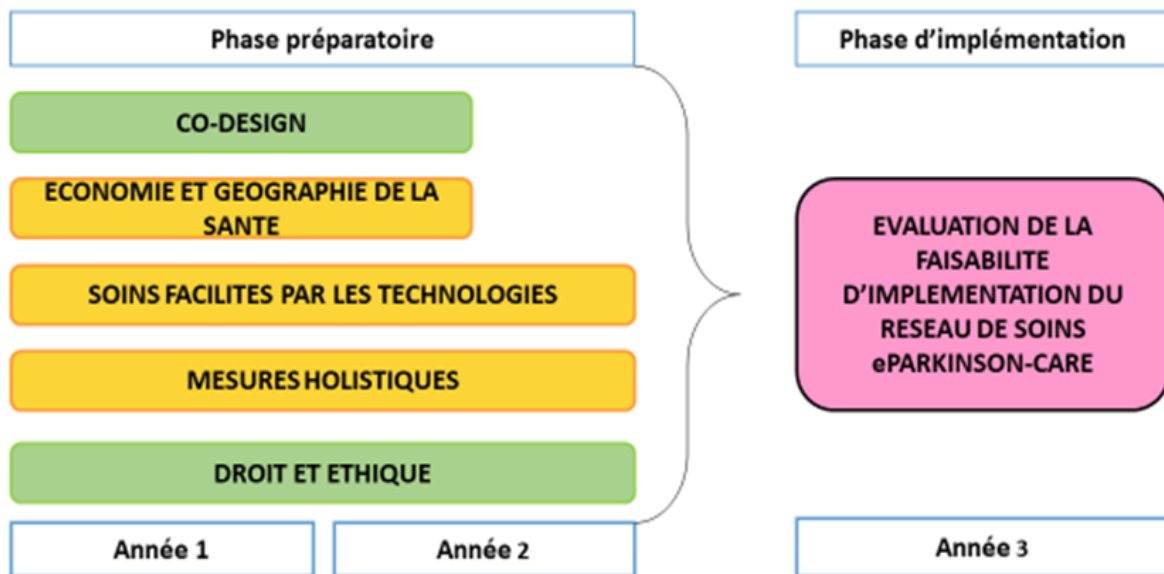 Phase préparatoire
Phase d’implémentation
CO-DESIGN
ECONOMIE ET GEOGRAPHIE DE LA
SANTE
SOINS FACILITES PAR LES TECHNOLOGIES
MESURES HOLISTIQUES
DROIT ET ETHIQUE
EVALUATION DE LA
FAISABILITE
D’IMPLEMENTATION DU
RESEAU DE SOINS
ePARKINSON-CARE
Année 1
Année 2
Année 3